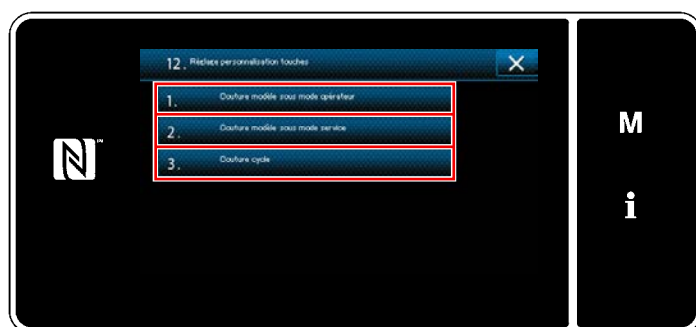 12. Réglage personnalisation touches
1. Couture modèle sous mode opérateur
2. Couture modèle sous mode service
3. Couture cycle
M
i